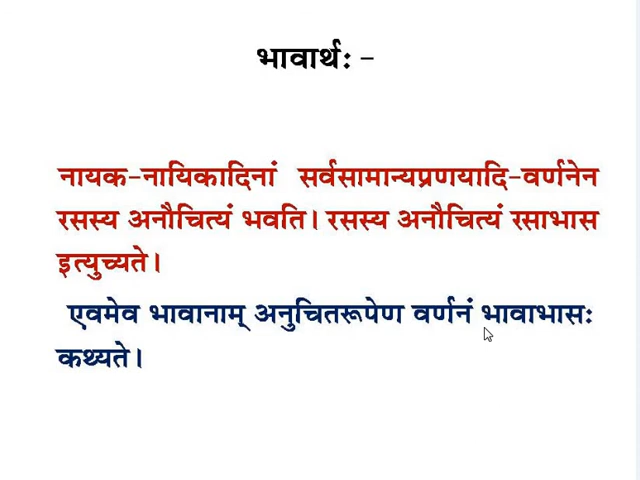 भावार्थः -
नायक-नायिकादिनां सर्वसामान्यप्रणयादि-वर्णनेन
रसस्य अनौचित्यं भवति। रसस्य अनौचित्यं रसाभास
इत्युच्यते।
एवमेव भावानाम् अनुचितरूपेण वर्णनं भावाभासः
कथ्यते।